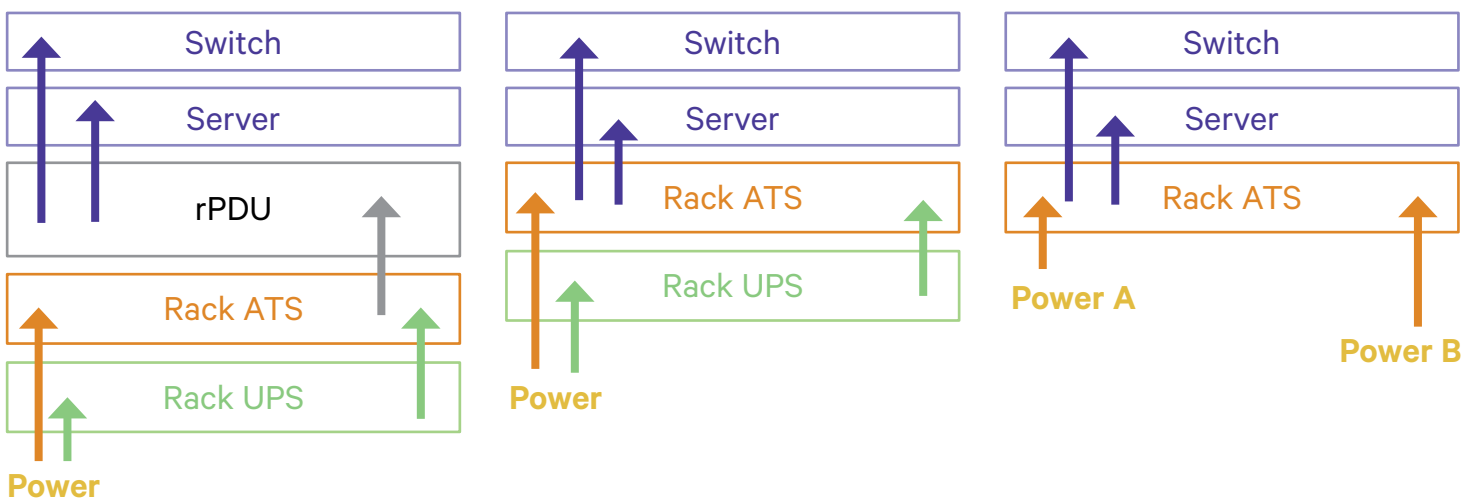 Switch
Server
rPDU
Rack ATS
Rack UPS
Power
Switch
Server
Rack ATS
Rack UPS
Power
Switch
Server
Rack ATS
Power A
Power B